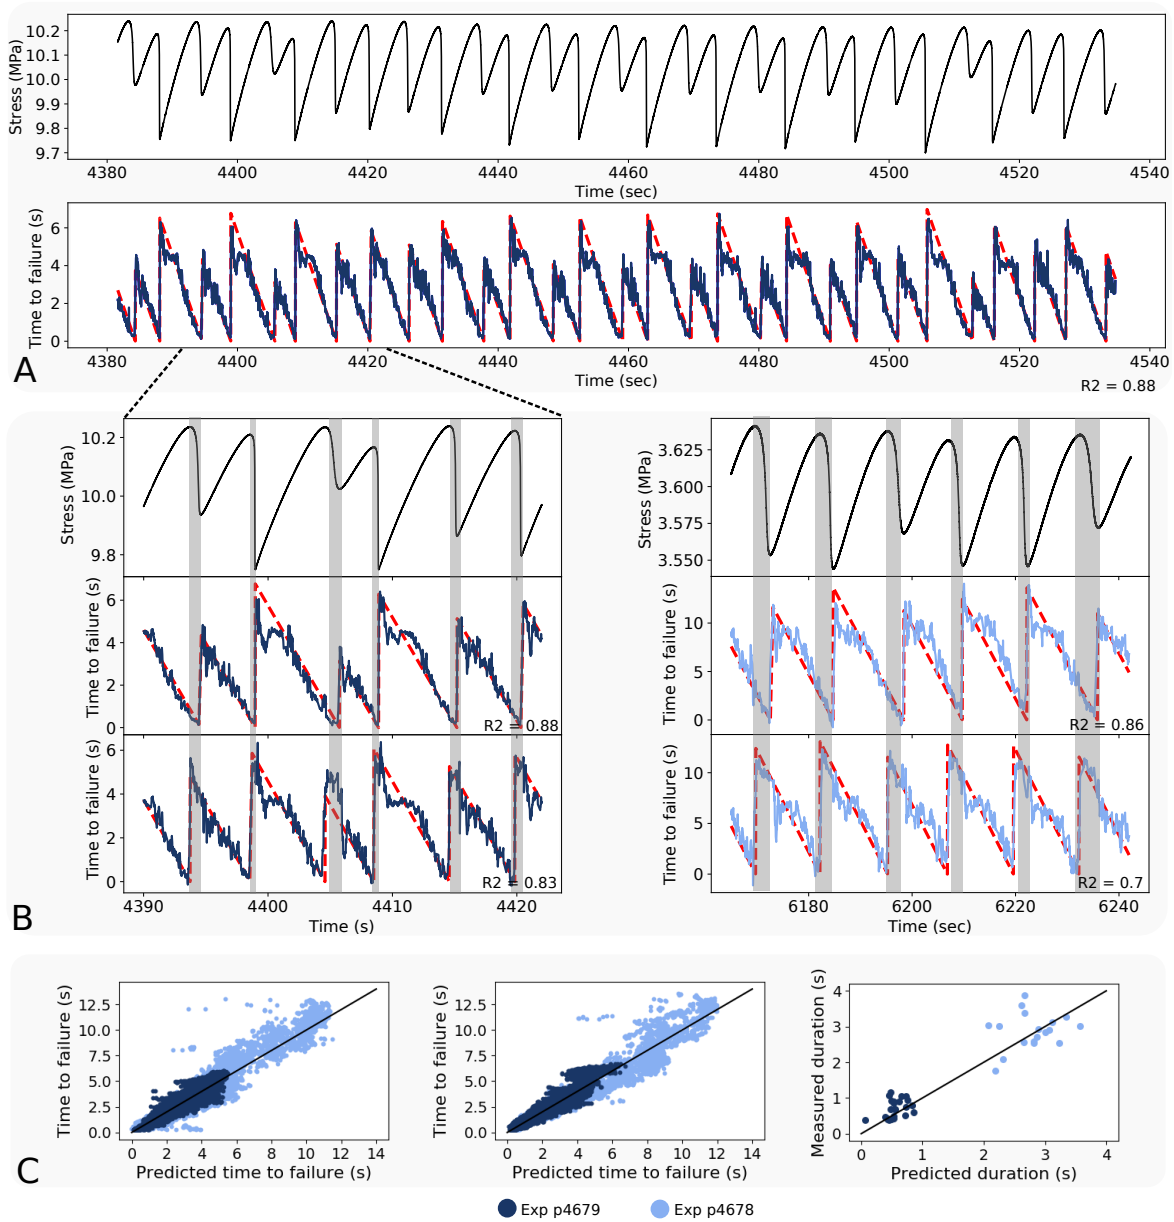 Stress (MPa)
10.2
10.1
10.0
9.9
9.8
9.7
4380 4400 4420 4440 4460 4480 4500 4520 4540
Time (sec)
Time to failure (s)
6
4
2
0
4380 4400 4420 4440 4460 4480 4500 4520 4540
Time (sec)
R2 = 0.88
A
Stress (MPa)
10.2
10.0
9.8
Time to failure (s)
6
4
2
0
R2 = 0.88
Time to failure (s)
6
4
2
0
R2 = 0.83
4390 4400 4410 4420
Time (s)
Stress (MPa)
3.625
3.600
3.575
3.550
Time to failure (s)
10
5
0
R2 = 0.86
Time to failure (s)
10
5
0
R2 = 0.7
6180 6200 6220 6240
Time (sec)
B
Time to failure (s)
12.5
10.0
7.5
5.0
2.5
0.0
0 2 4 6 8 10 12 14
Predicted time to failure (s)
Time to failure (s)
12.5
10.0
7.5
5.0
2.5
0.0
0 2 4 6 8 10 12 14
Predicted time to failure (s)
Measured duration (s)
4
3
2
1
0
0 1 2 3 4
Predicted duration (s)
C
Exp p4679 Exp p4678